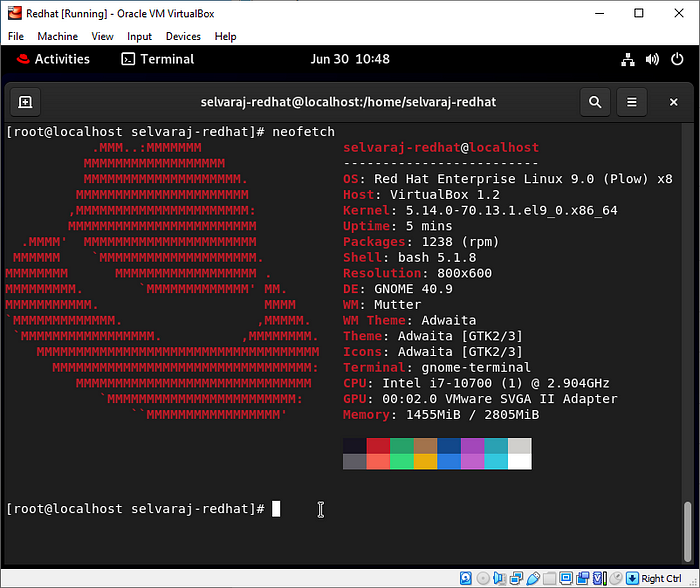 Redhat [Running] - Oracle VM VirtualBox
File Machine View Input Devices Help
Activities Terminal Jun 30 10:48
selvaraj-redhat@localhost:/home/selvaraj-redhat
[root@localhost selvaraj-redhat]# neofetch
.MMM..:MMMMMMM selvaraj-redhat@localhost
MMMMMMMMMMMMMMMMMM -------------------------
MMMMMMMMMMMMMMMMMMMM. OS: Red Hat Enterprise Linux 9.0 (Plow) x8
MMMMMMMMMMMMMMMMMMMMMM Host: VirtualBox 1.2
,MMMMMMMMMMMMMMMMMMMMMM: Kernel: 5.14.0-70.13.1.el9_0.x86_64
MMMMMMMMMMMMMMMMMMMMMMMM Uptime: 5 mins
.MMMM' MMMMMMMMMMMMMMMMMMMMMM Packages: 1238 (rpm)
MMMMMM `MMMMMMMMMMMMMMMMMMMM. Shell: bash 5.1.8
MMMMMMMM MMMMMMMMMMMMMMMMMM . Resolution: 800x600
MMMMMMMMM. `MMMMMMMMMMMMM' MM. DE: GNOME 40.9
MMMMMMMMMMM. MMMM WM: Mutter
`MMMMMMMMMMMMM. ,MMMMM. WM Theme: Adwaita
`MMMMMMMMMMMMMMMMM. ,MMMMMMMM. Theme: Adwaita [GTK2/3]
MMMMMMMMMMMMMMMMMMMMMMMMMMMMMMMMMMMM Icons: Adwaita [GTK2/3]
MMMMMMMMMMMMMMMMMMMMMMMMMMMMMMMMM: Terminal: gnome-terminal
MMMMMMMMMMMMMMMMMMMMMMMMMMMMMM CPU: Intel i7-10700 (1) @ 2.904GHz
`MMMMMMMMMMMMMMMMMMMMMMMM: GPU: 00:02.0 VMware SVGA II Adapter
``MMMMMMMMMMMMMMMMM' Memory: 1455MiB / 2805MiB
[root@localhost selvaraj-redhat]#
Right Ctrl